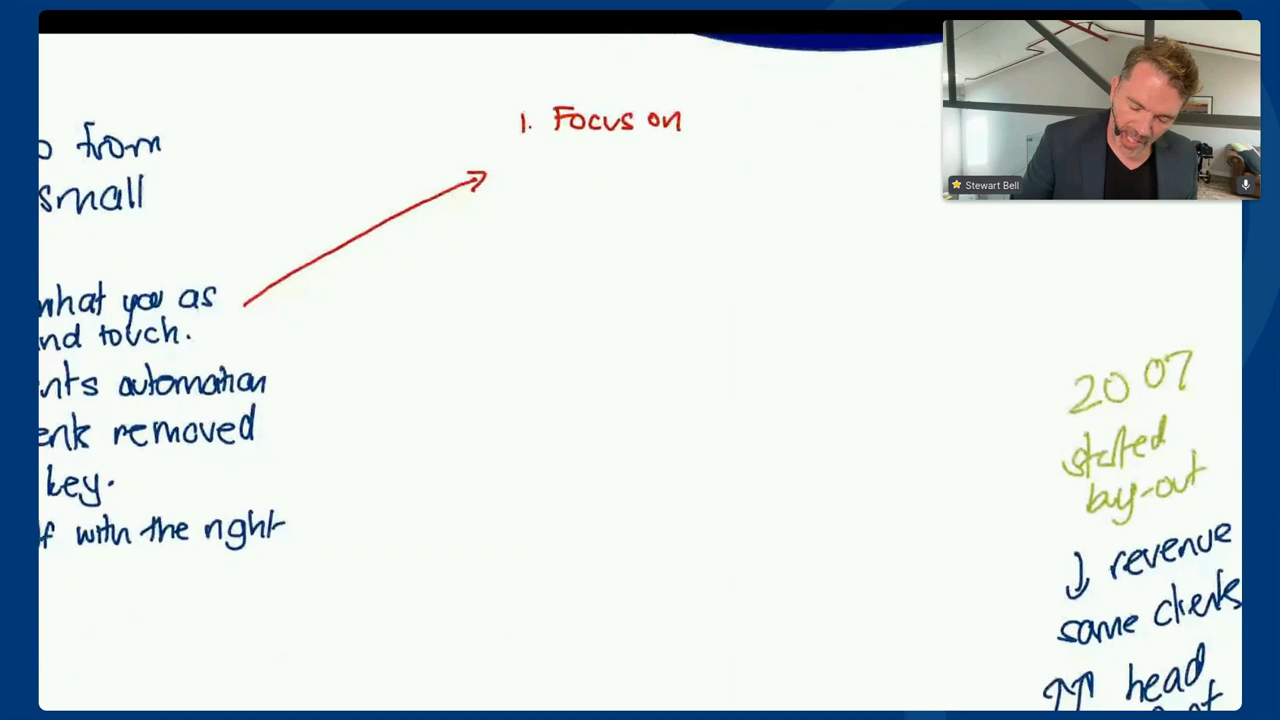 1. Focus on
o from
small
what you as
nd touch.
nts automation
enk removed
key.
f with the right
2007
started
buy-out
↓ revenue
same clients
↑↑ head
Stewart Bell